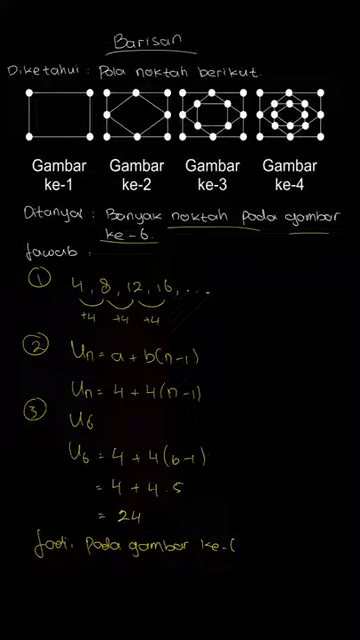 Barisan
Diketahui : Pola noktah berikut.
Gambar ke-1
Gambar ke-2
Gambar ke-3
Gambar ke-4
Ditanya : Banyak noktah pada gambar
ke-6.
Jawab :
① 4, 8, 12, 16, ...
+4 +4 +4
② Un = a + b(n-1)
Un = 4 + 4(n-1)
③ U6
U6 = 4 + 4(6-1)
= 4 + 4 . 5
= 24
Jadi, pada gambar ke-